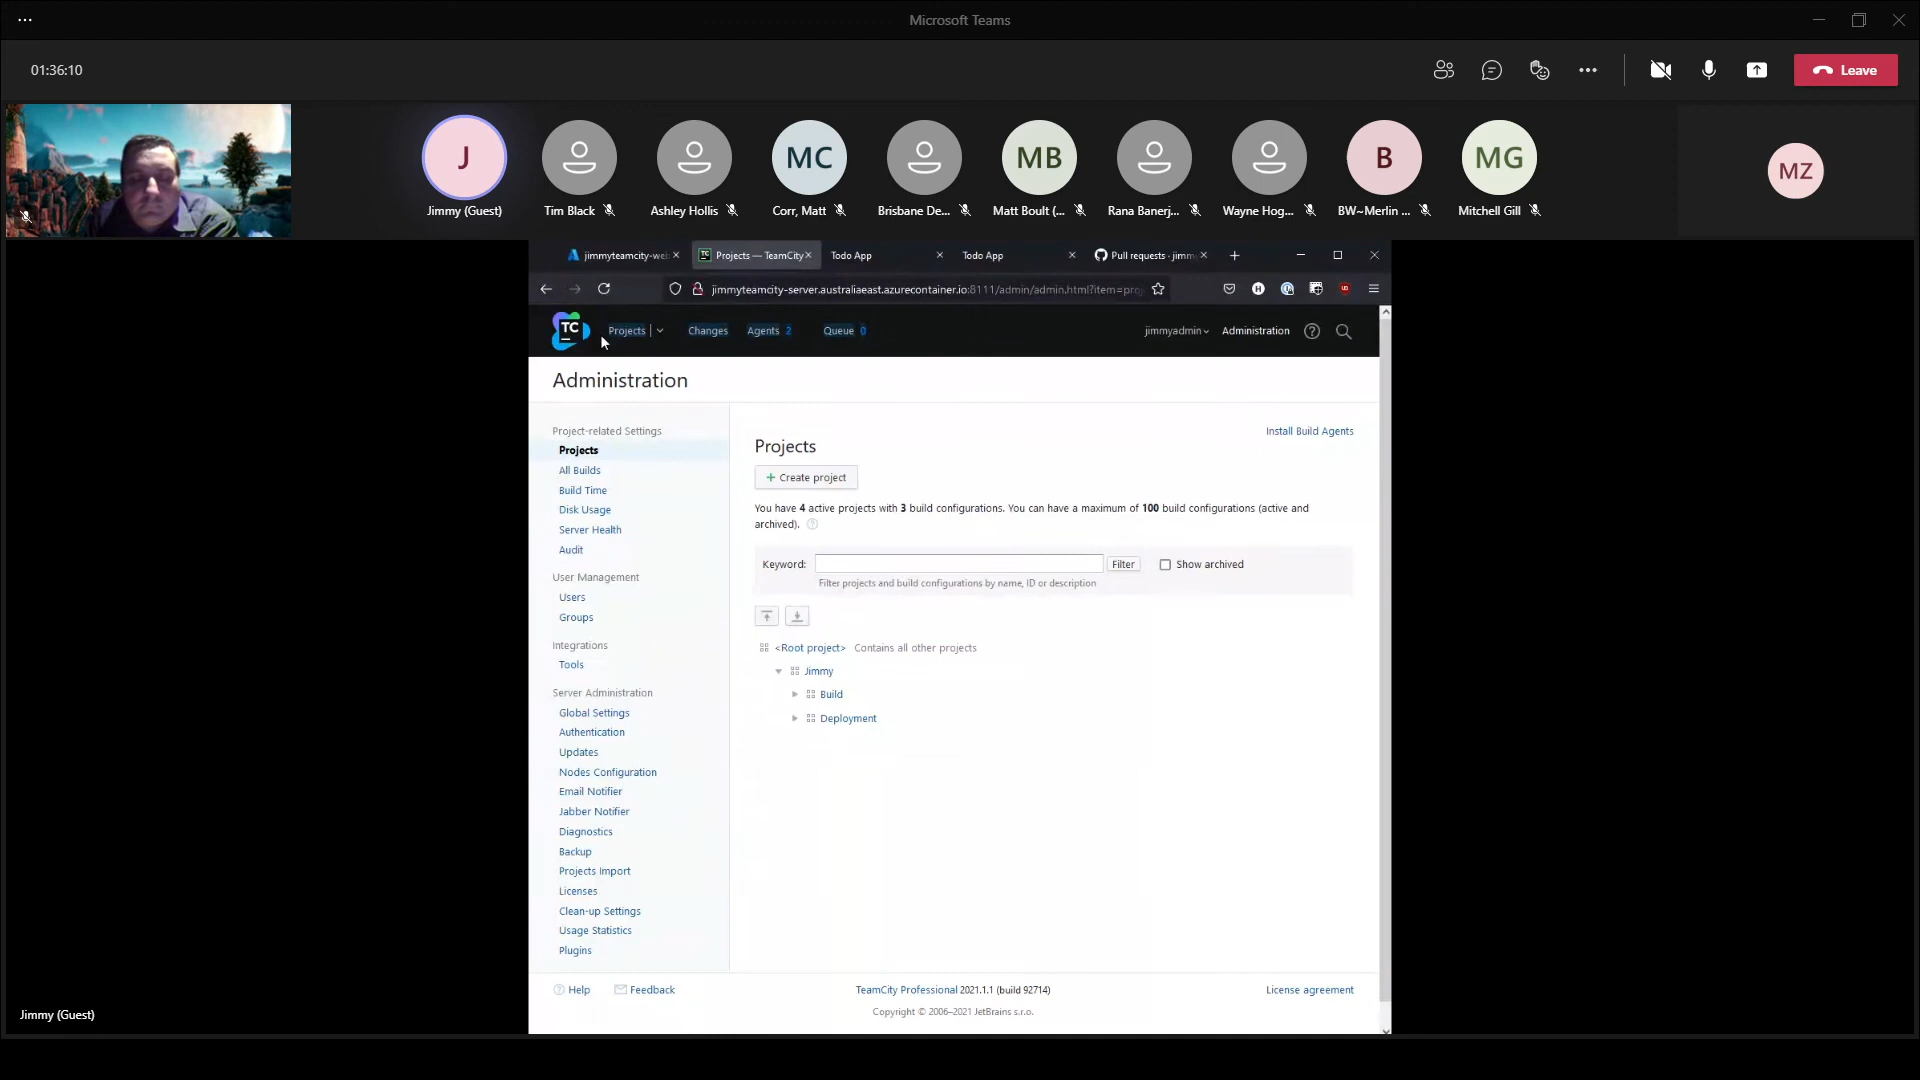 Microsoft Teams
01:36:10
Leave
J
MC
MB
B
MG
MZ
Jimmy (Guest)
Tim Black
Ashley Hollis
Corr, Matt
Brisbane De...
Matt Boult (...
Rana Banerj...
Wayne Hog...
BW~Merlin ...
Mitchell Gill
jimmyteamcity-web
TC Projects — TeamCity
Todo App
Todo App
Pull requests · jimm
jimmyteamcity-server.australiaeast.azurecontainer.io:8111/admin/admin.html?item=proj
TC
Projects
Changes
Agents 2
Queue 0
jimmyadmin
Administration
Administration
Project-related Settings
Projects
All Builds
Build Time
Disk Usage
Server Health
Audit
User Management
Users
Groups
Integrations
Tools
Server Administration
Global Settings
Authentication
Updates
Nodes Configuration
Email Notifier
Jabber Notifier
Diagnostics
Backup
Projects Import
Licenses
Clean-up Settings
Usage Statistics
Plugins
Install Build Agents
Projects
+ Create project
You have 4 active projects with 3 build configurations. You can have a maximum of 100 build configurations (active and
archived).
Keyword:
Filter
Show archived
Filter projects and build configurations by name, ID or description
<Root project> Contains all other projects
Jimmy
Build
Deployment
Help
Feedback
TeamCity Professional 2021.1.1 (build 92714)
License agreement
Copyright © 2006–2021 JetBrains s.r.o.
Jimmy (Guest)